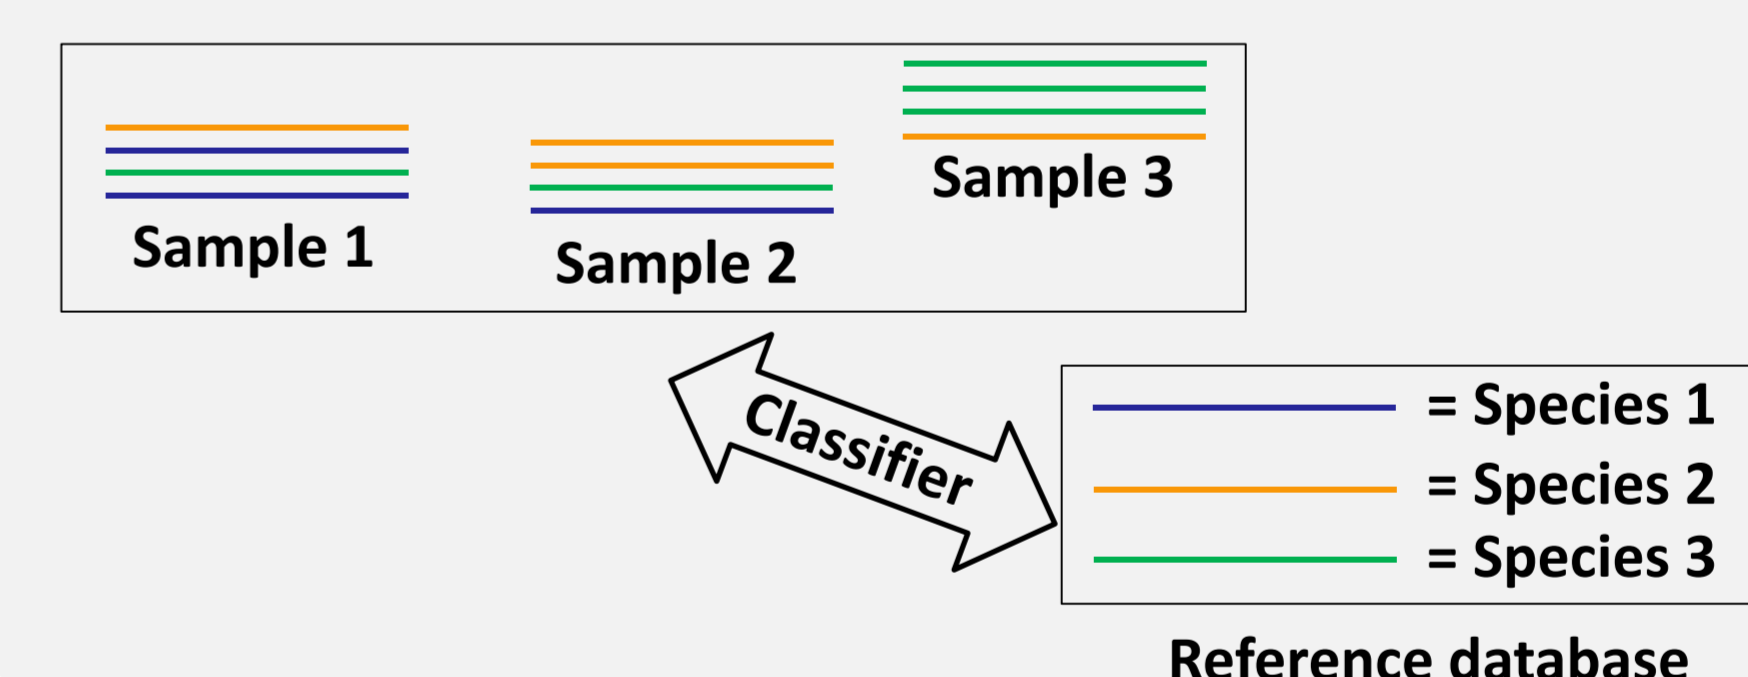 Sample 1
Sample 2
Sample 3
Classifier
= Species 1
= Species 2
= Species 3
Reference database